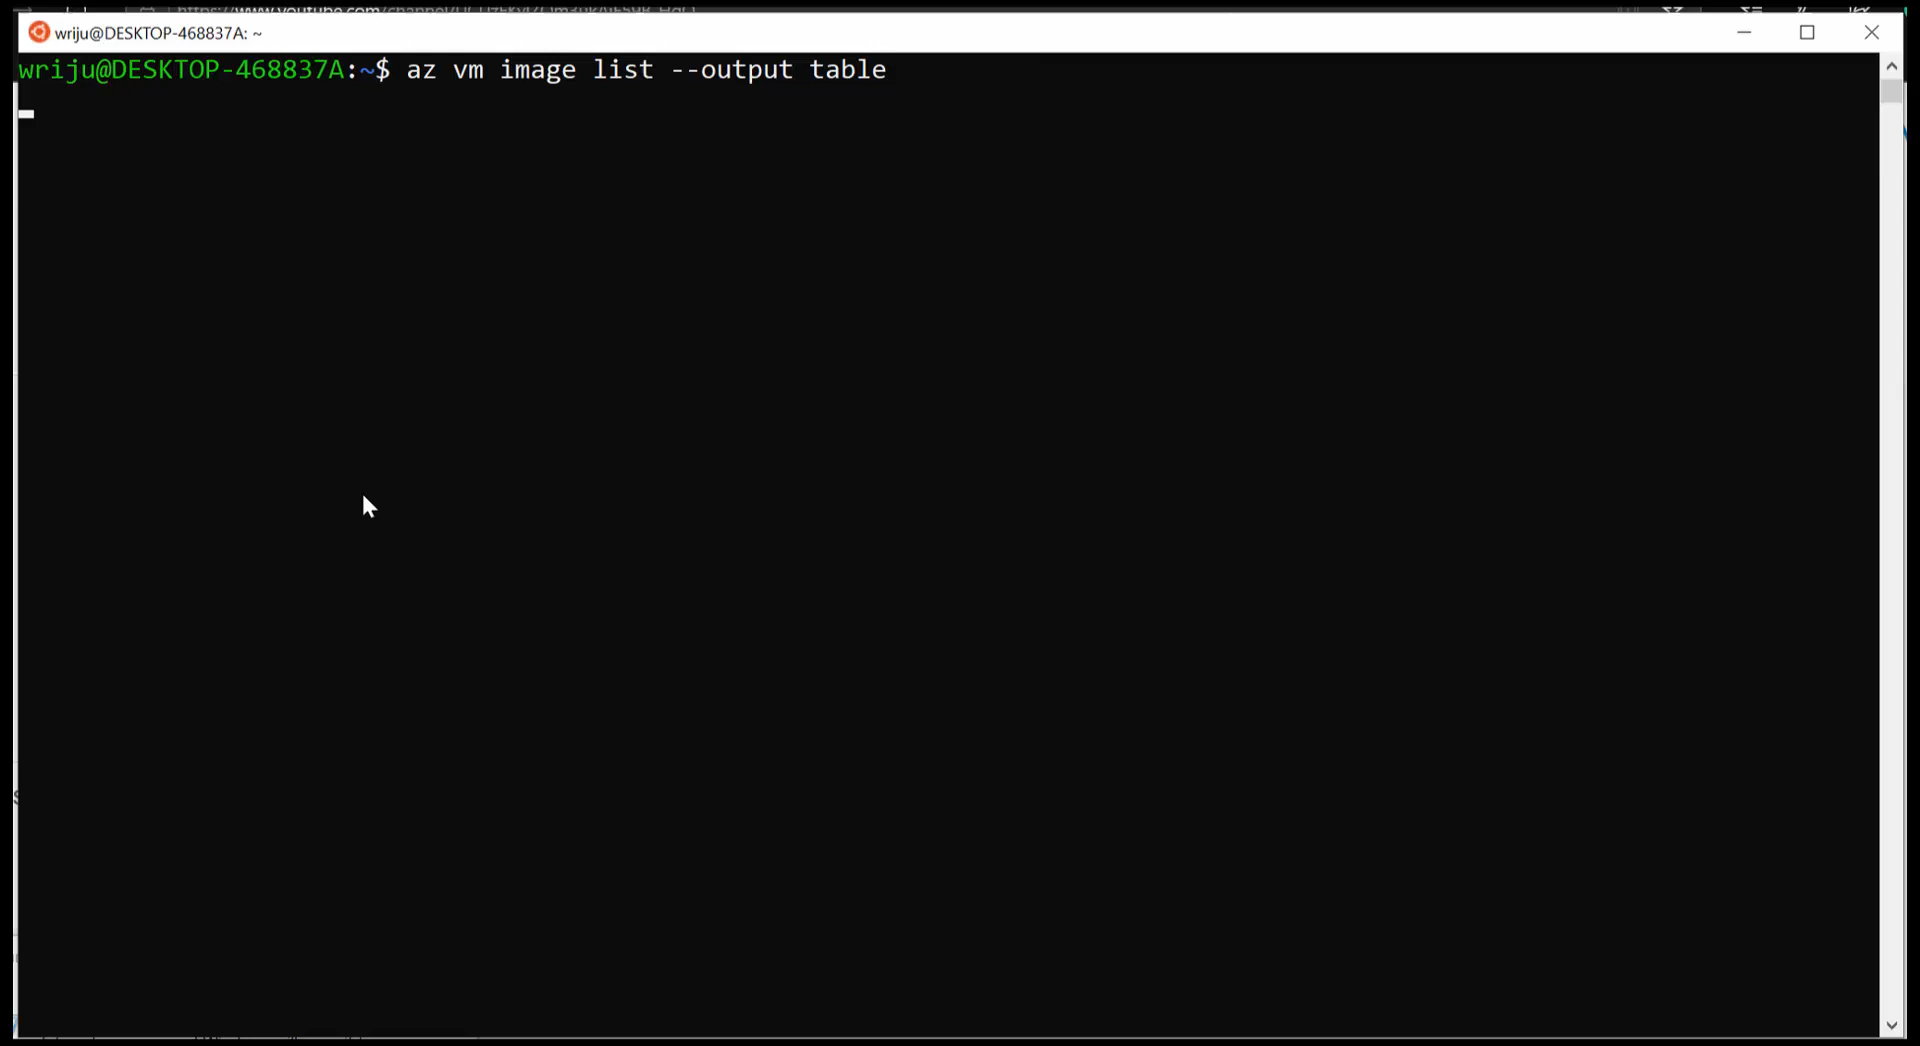 wriju@DESKTOP-468837A: ~
wriju@DESKTOP-468837A:~$ az vm image list --output table